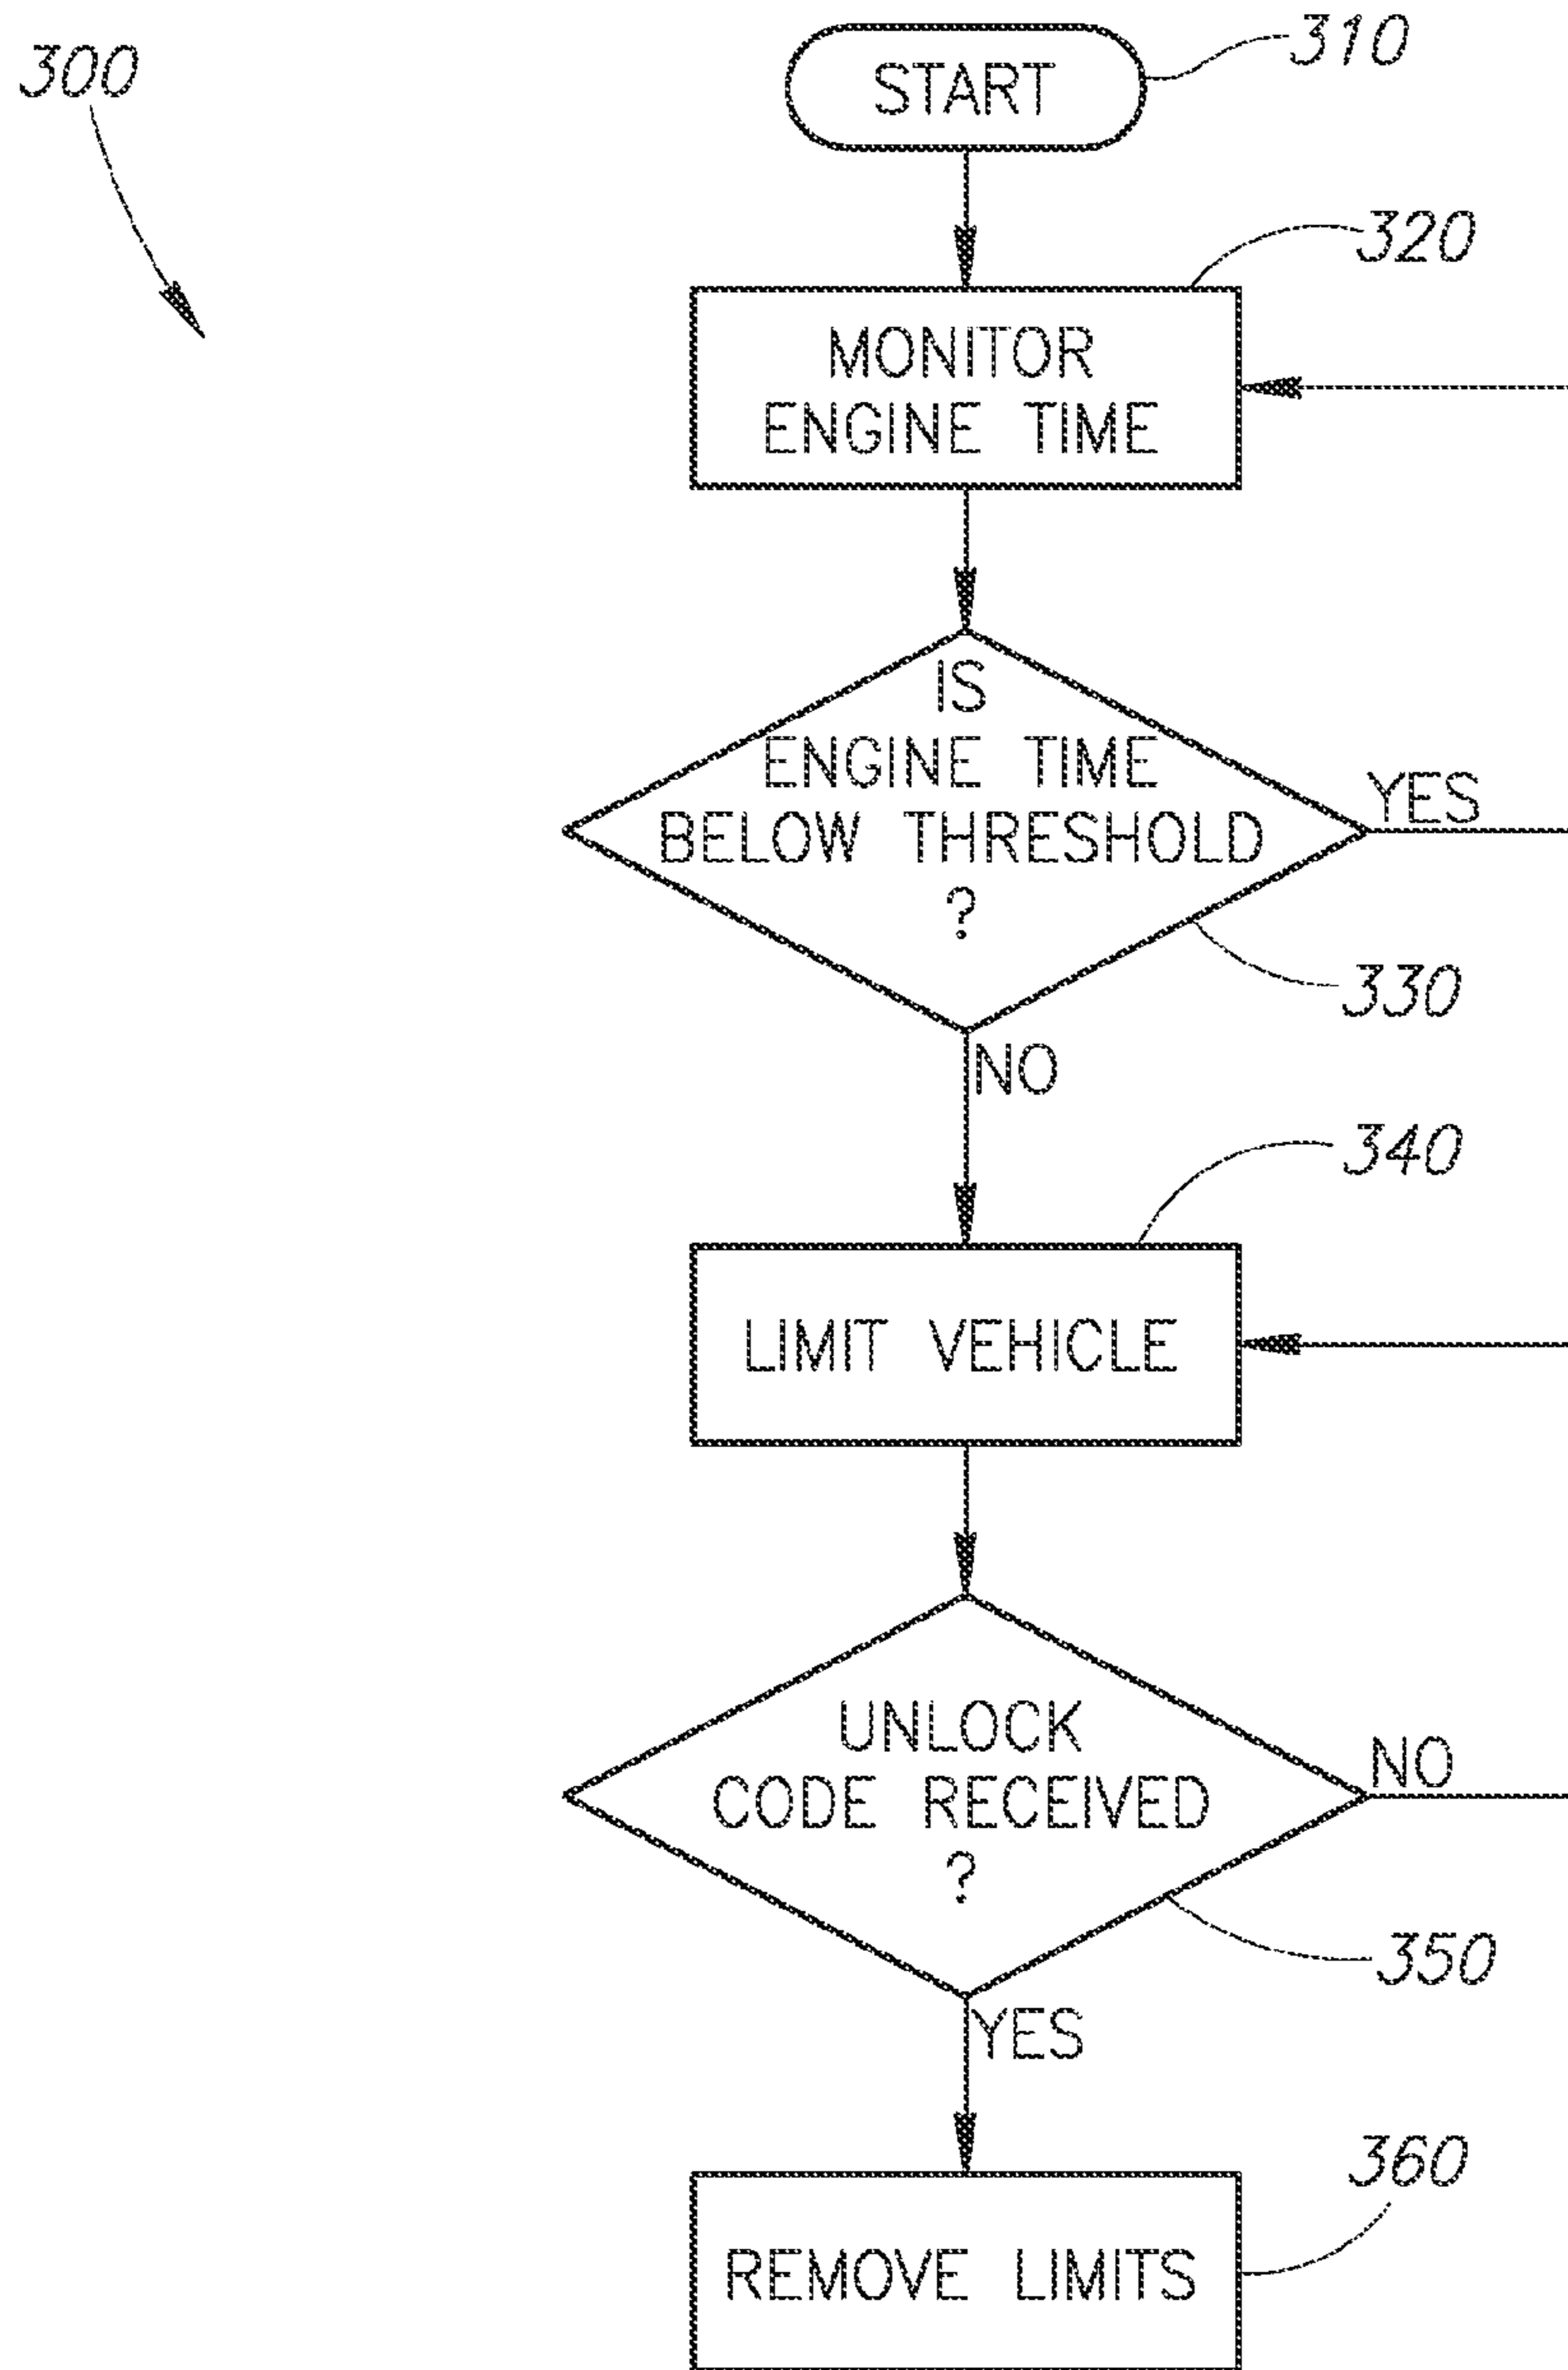 300
START
310
320
MONITOR
ENGINE TIME
IS
ENGINE TIME
BELOW THRESHOLD
?
YES
330
NO
340
LIMIT VEHICLE
UNLOCK
CODE RECEIVED
?
NO
350
YES
360
REMOVE LIMITS